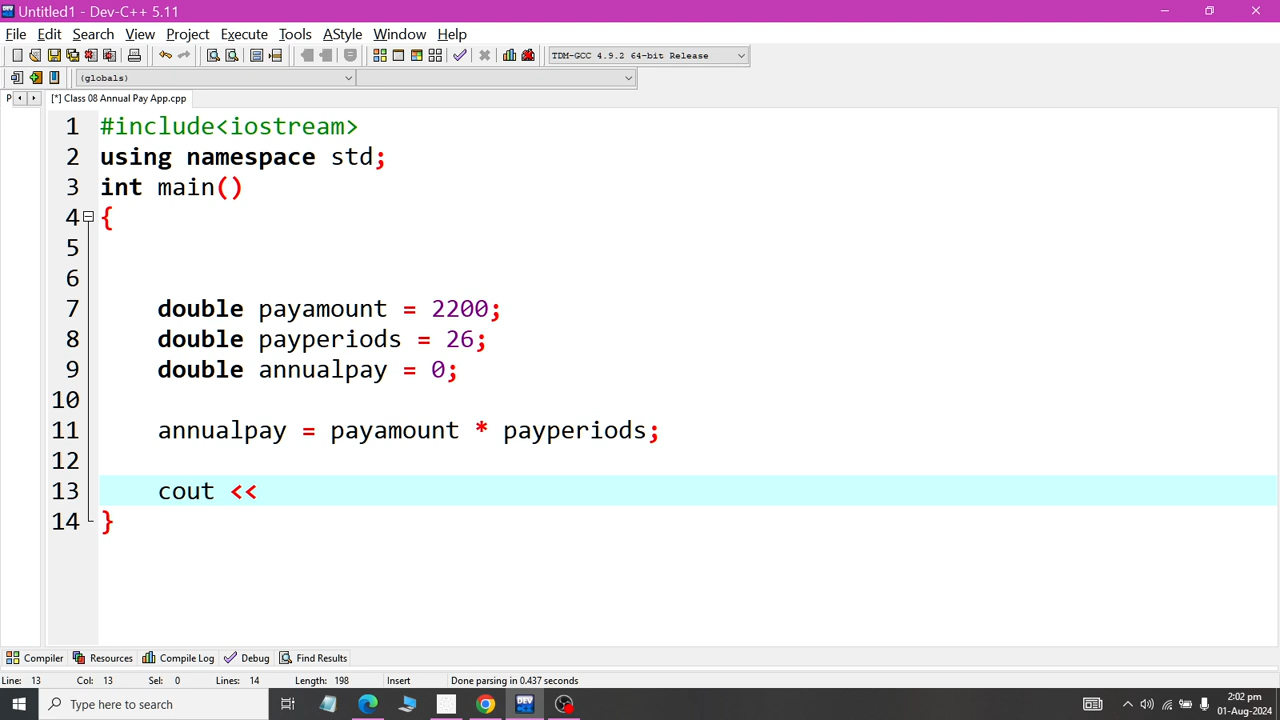 Untitled1 - Dev-C++ 5.11
File Edit Search View Project Execute Tools AStyle Window Help
TDM-GCC 4.9.2 64-bit Release
(globals)
P [*] Class 08 Annual Pay App.cpp
1 #include<iostream>
2 using namespace std;
3 int main()
4 {
5
6
7 double payamount = 2200;
8 double payperiods = 26;
9 double annualpay = 0;
10
11 annualpay = payamount * payperiods;
12
13 cout <<
14 }
Compiler Resources Compile Log Debug Find Results
Line: 13 Col: 13 Sel: 0 Lines: 14 Length: 198 Insert Done parsing in 0.437 seconds
Type here to search
DEV
2:02 pm
01-Aug-2024